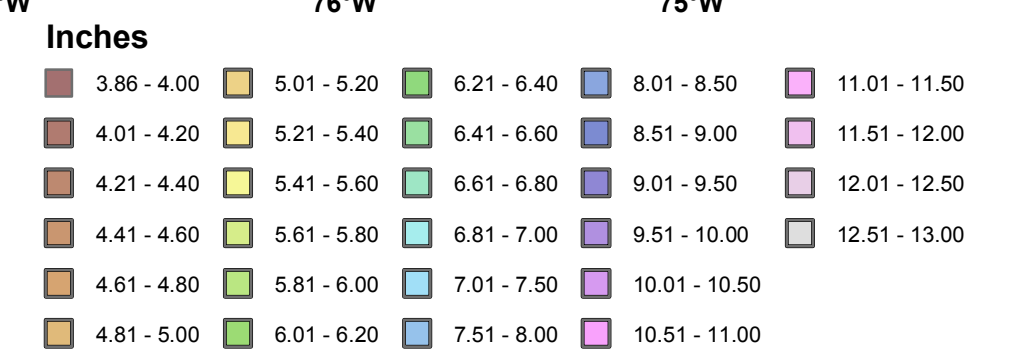 °W 76°W 75°W
Inches
3.86 - 4.00 5.01 - 5.20 6.21 - 6.40 8.01 - 8.50 11.01 - 11.50
4.01 - 4.20 5.21 - 5.40 6.41 - 6.60 8.51 - 9.00 11.51 - 12.00
4.21 - 4.40 5.41 - 5.60 6.61 - 6.80 9.01 - 9.50 12.01 - 12.50
4.41 - 4.60 5.61 - 5.80 6.81 - 7.00 9.51 - 10.00 12.51 - 13.00
4.61 - 4.80 5.81 - 6.00 7.01 - 7.50 10.01 - 10.50
4.81 - 5.00 6.01 - 6.20 7.51 - 8.00 10.51 - 11.00